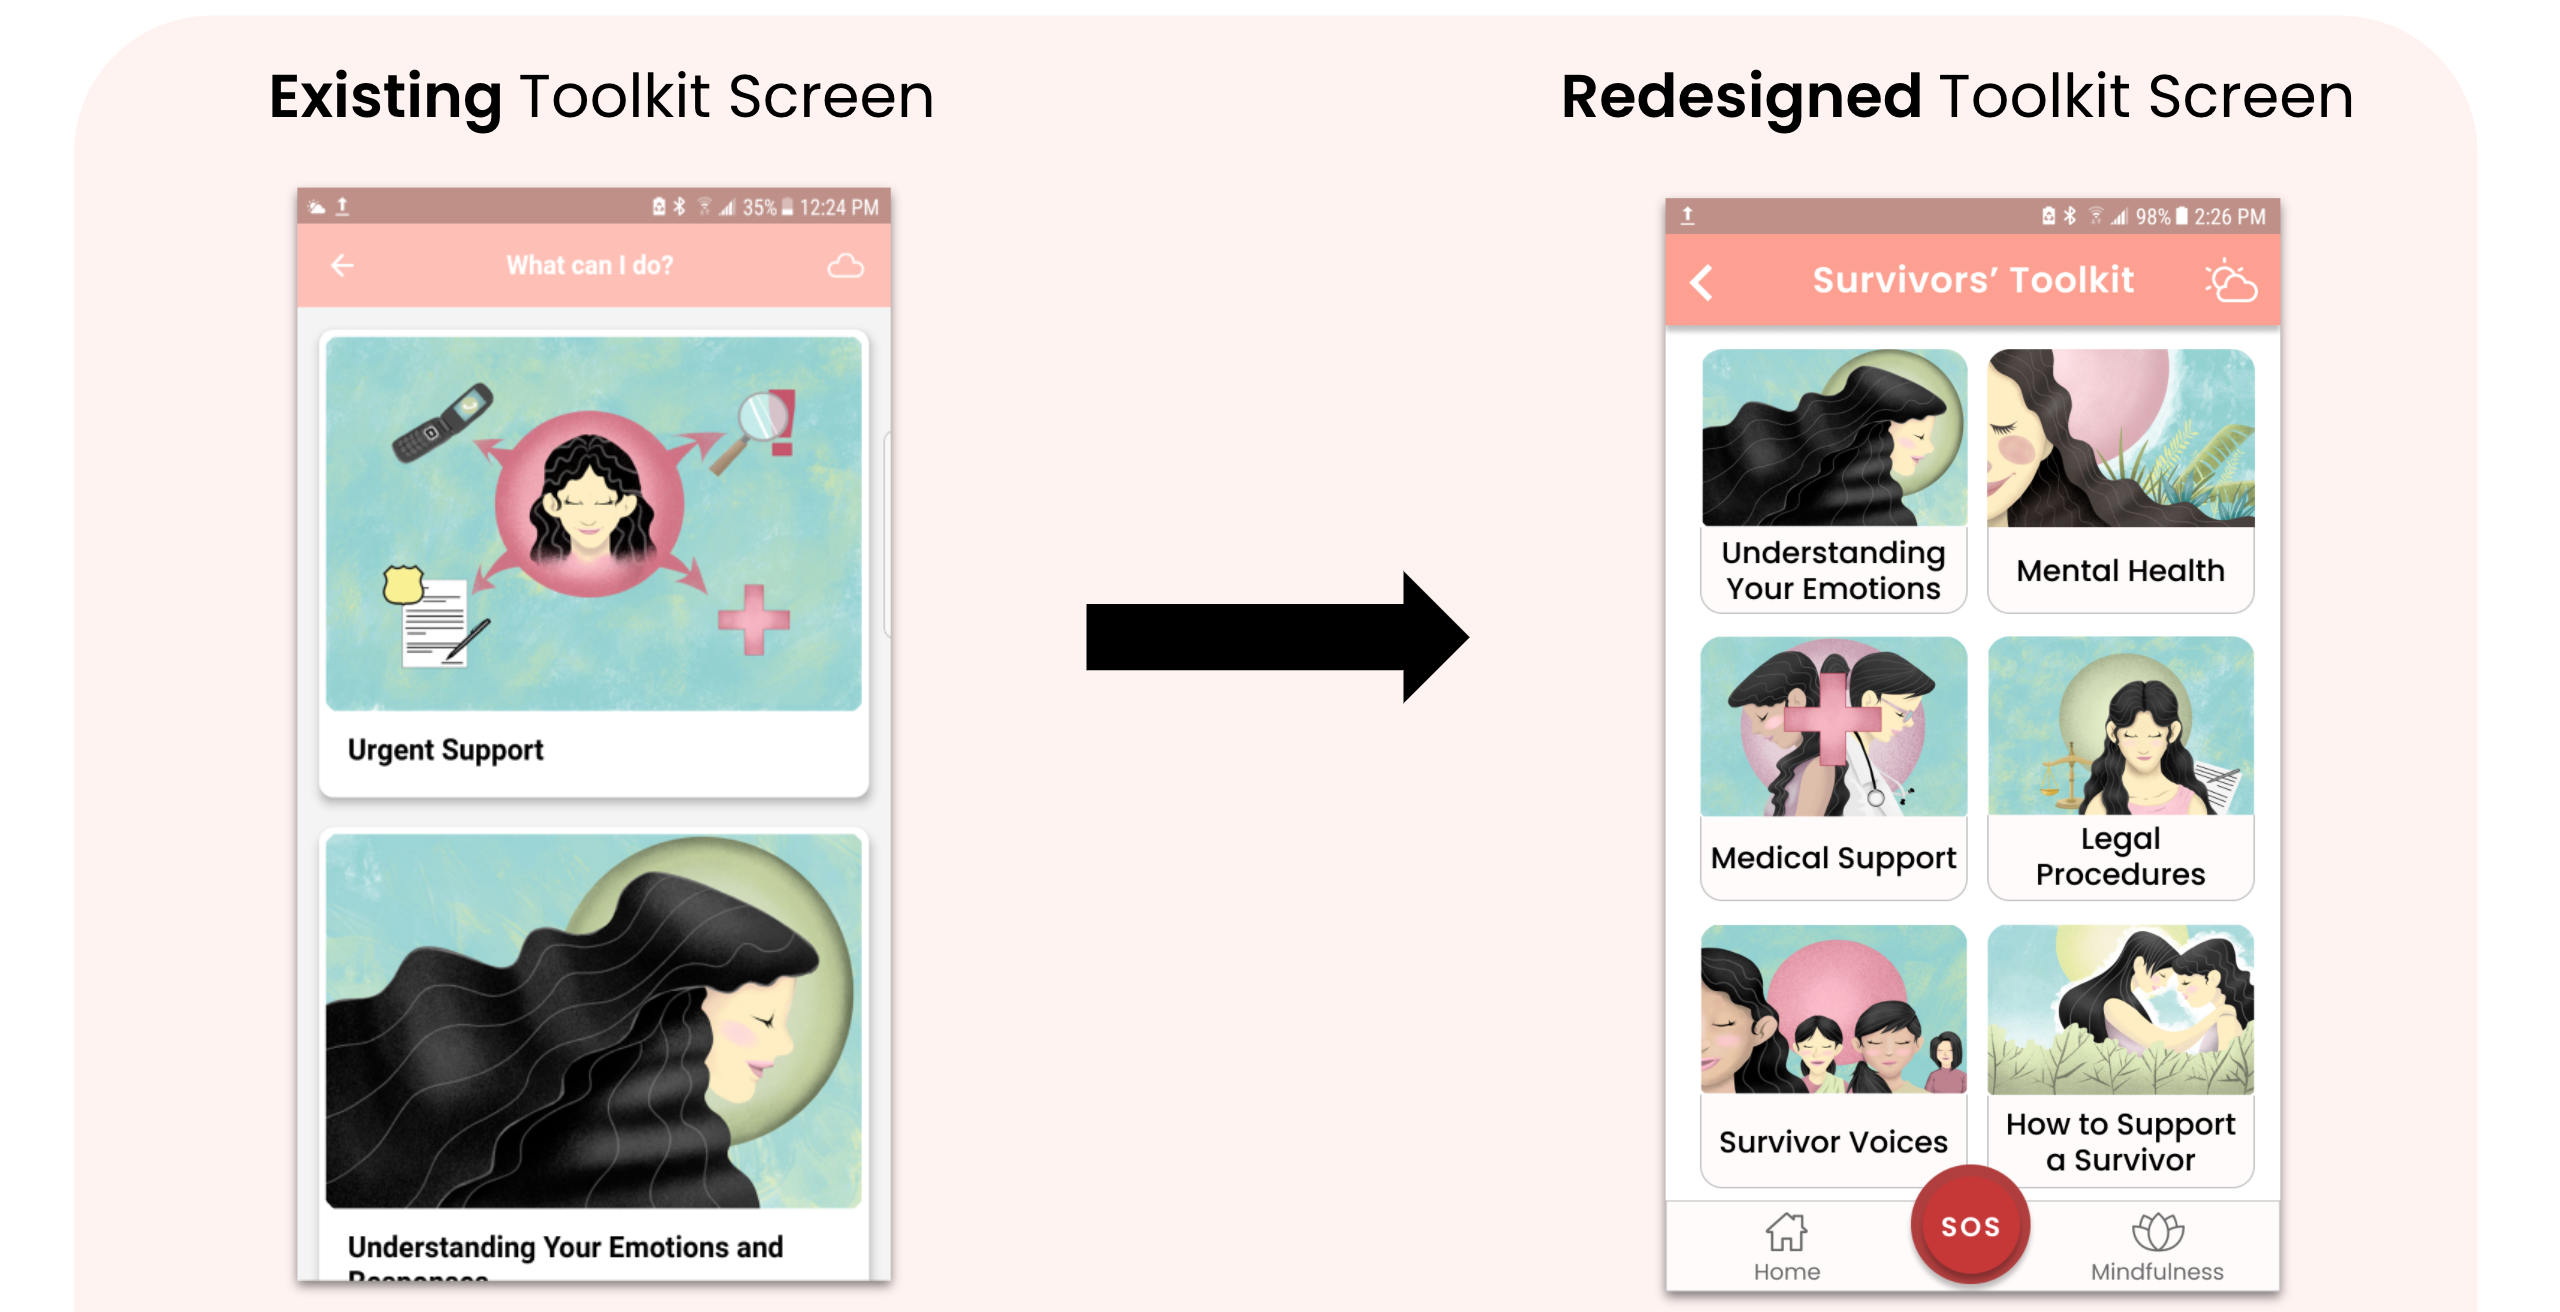 Existing Toolkit Screen
35% 12:24 PM
What can I do?
Urgent Support
Understanding Your Emotions and
Responses
Redesigned Toolkit Screen
98% 2:26 PM
Survivors’ Toolkit
Understanding
Your Emotions
Mental Health
Medical Support
Legal
Procedures
Survivor Voices
How to Support
a Survivor
Home
SOS
Mindfulness